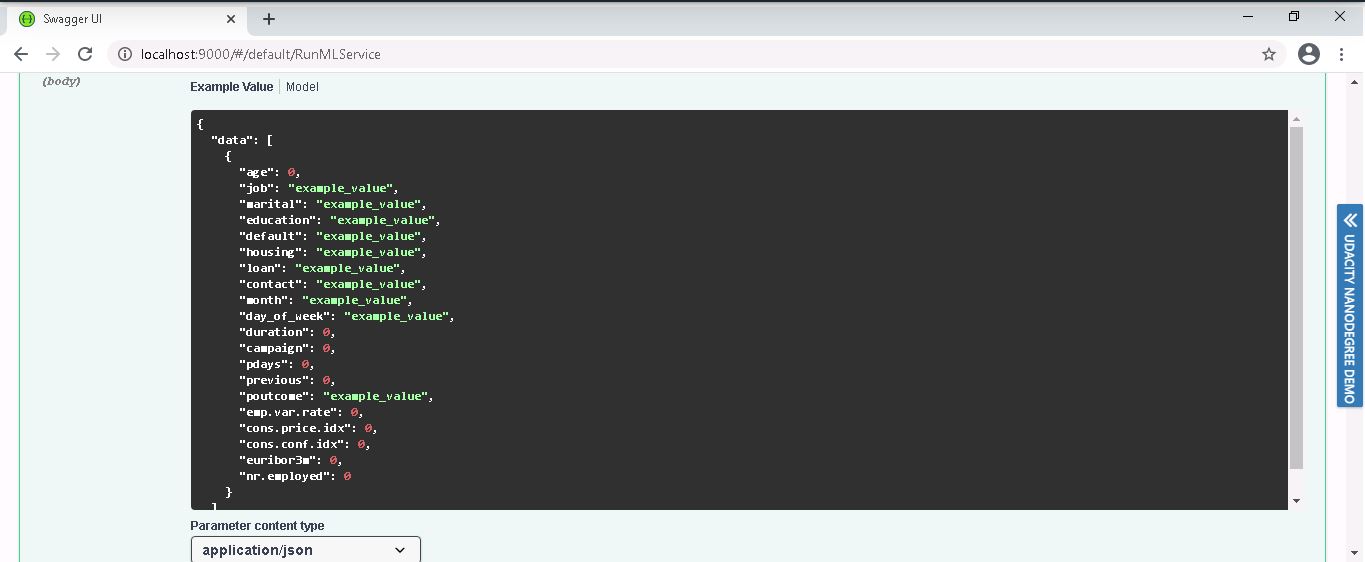 Swagger UI
localhost:9000/#/default/RunMLService
(body)
Example Value Model
{
"data": [
{
"age": 0,
"job": "example_value",
"marital": "example_value",
"education": "example_value",
"default": "example_value",
"housing": "example_value",
"loan": "example_value",
"contact": "example_value",
"month": "example_value",
"day_of_week": "example_value",
"duration": 0,
"campaign": 0,
"pdays": 0,
"previous": 0,
"poutcome": "example_value",
"emp.var.rate": 0,
"cons.price.idx": 0,
"cons.conf.idx": 0,
"euribor3m": 0,
"nr.employed": 0
}
]
Parameter content type
application/json
UDACITY NANODEGREE DEMO